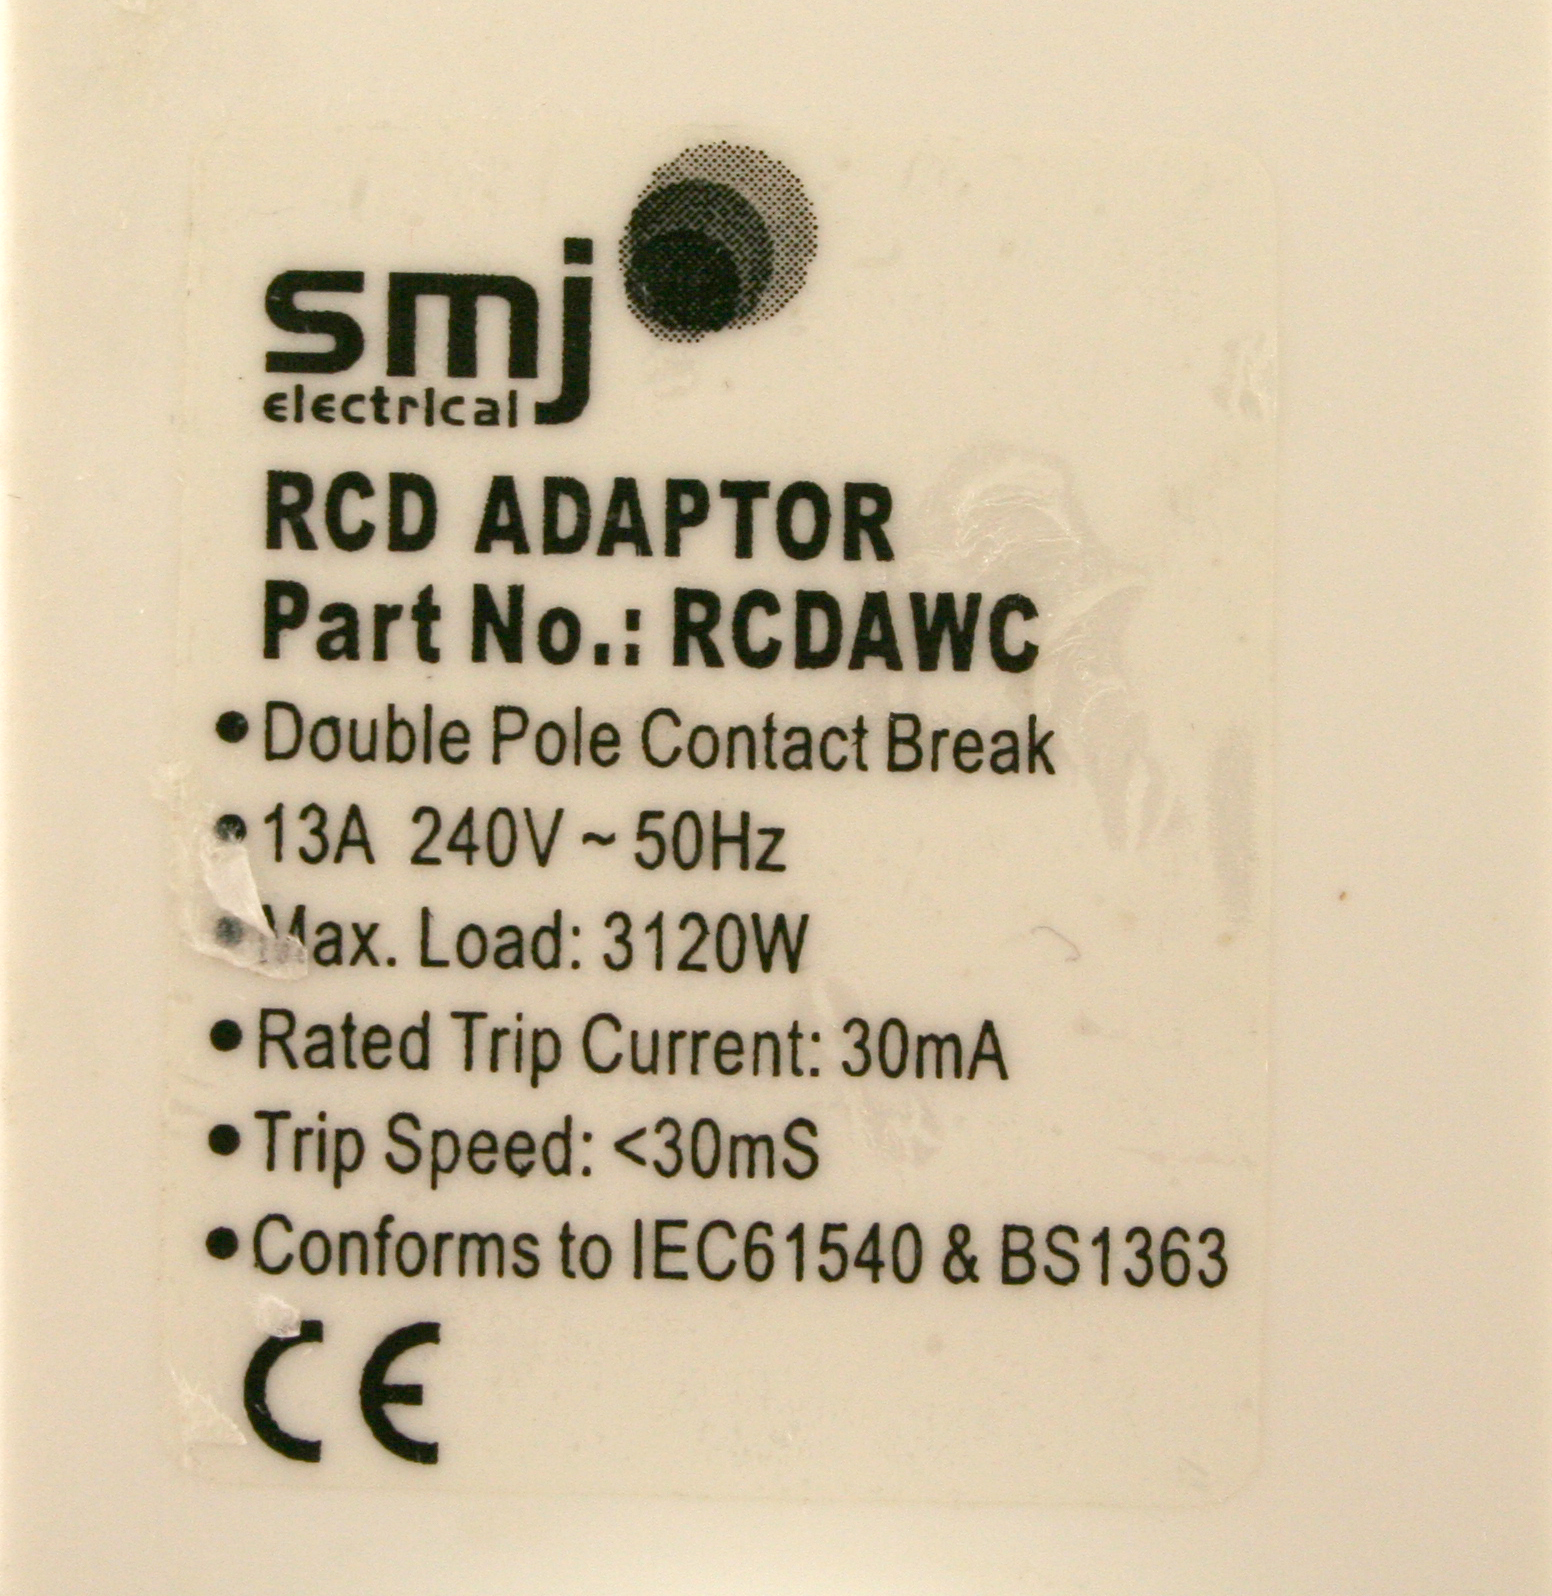 smj
electrical
RCD ADAPTOR
Part No.: RCDAWC
• Double Pole Contact Break
• 13A 240V ~ 50Hz
• Max. Load: 3120W
• Rated Trip Current: 30mA
• Trip Speed: <30mS
• Conforms to IEC61540 & BS1363
CE